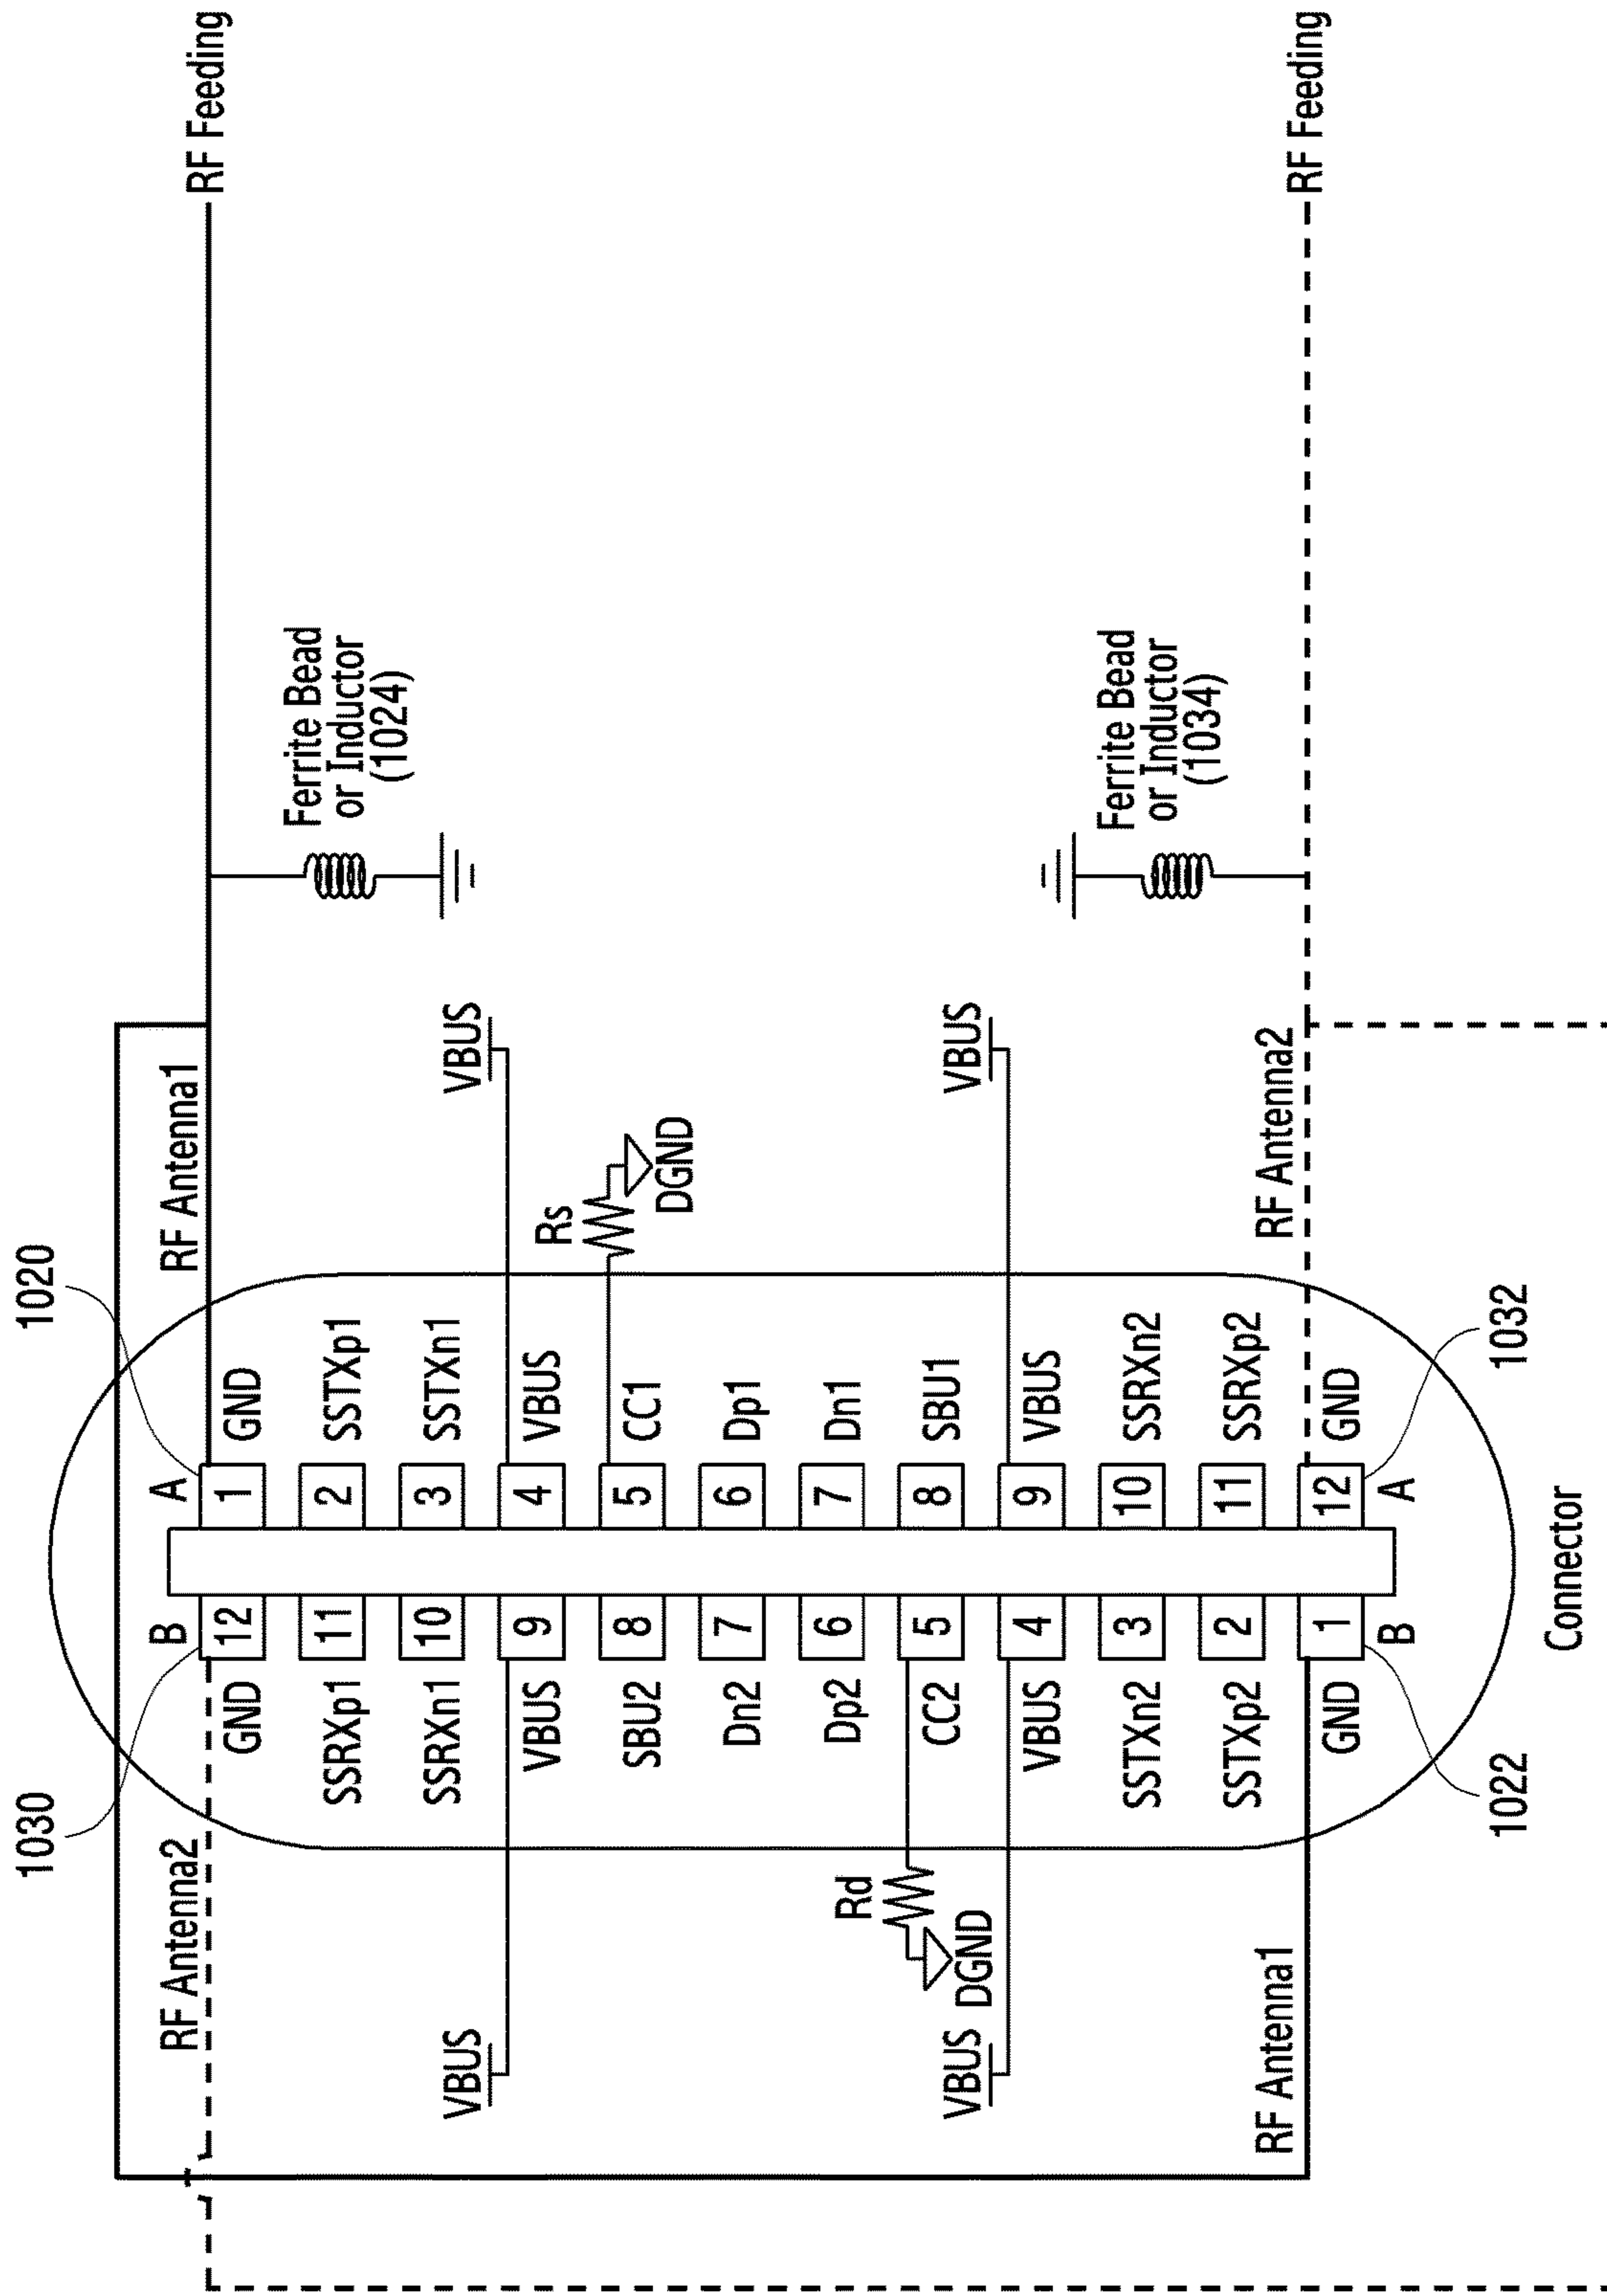 RF Feeding
RF Feeding
Ferrite Bead
or Inductor
(1024)
Ferrite Bead
or Inductor
(1034)
RF Antenna1
VBUS
Rs
DGND
VBUS
RF Antenna2
1020
1032
GND
SSTXp1
SSTXn1
VBUS
CC1
Dp1
Dn1
SBU1
VBUS
SSRXn2
SSRXp2
GND
A
1
2
3
4
5
6
7
8
9
10
11
12
A
Connector
B
12
11
10
9
8
7
6
5
4
3
2
1
B
GND
SSRXp1
SSRXn1
VBUS
SBU2
Dn2
Dp2
CC2
VBUS
SSTXn2
SSTXp2
GND
1030
1022
RF Antenna2
VBUS
Rd
DGND
VBUS
RF Antenna1